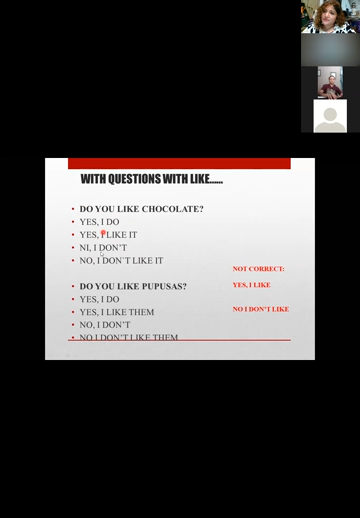 WITH QUESTIONS WITH LIKE......
• DO YOU LIKE CHOCOLATE?
• YES, I DO
• YES, I LIKE IT
• NI, I DON'T
• NO, I DON`T LIKE IT
• DO YOU LIKE PUPUSAS?
• YES, I DO
• YES, I LIKE THEM
• NO, I DON'T
• NO I DON'T LIKE THEM
NOT CORRECT:
YES, I LIKE
NO I DON'T LIKE